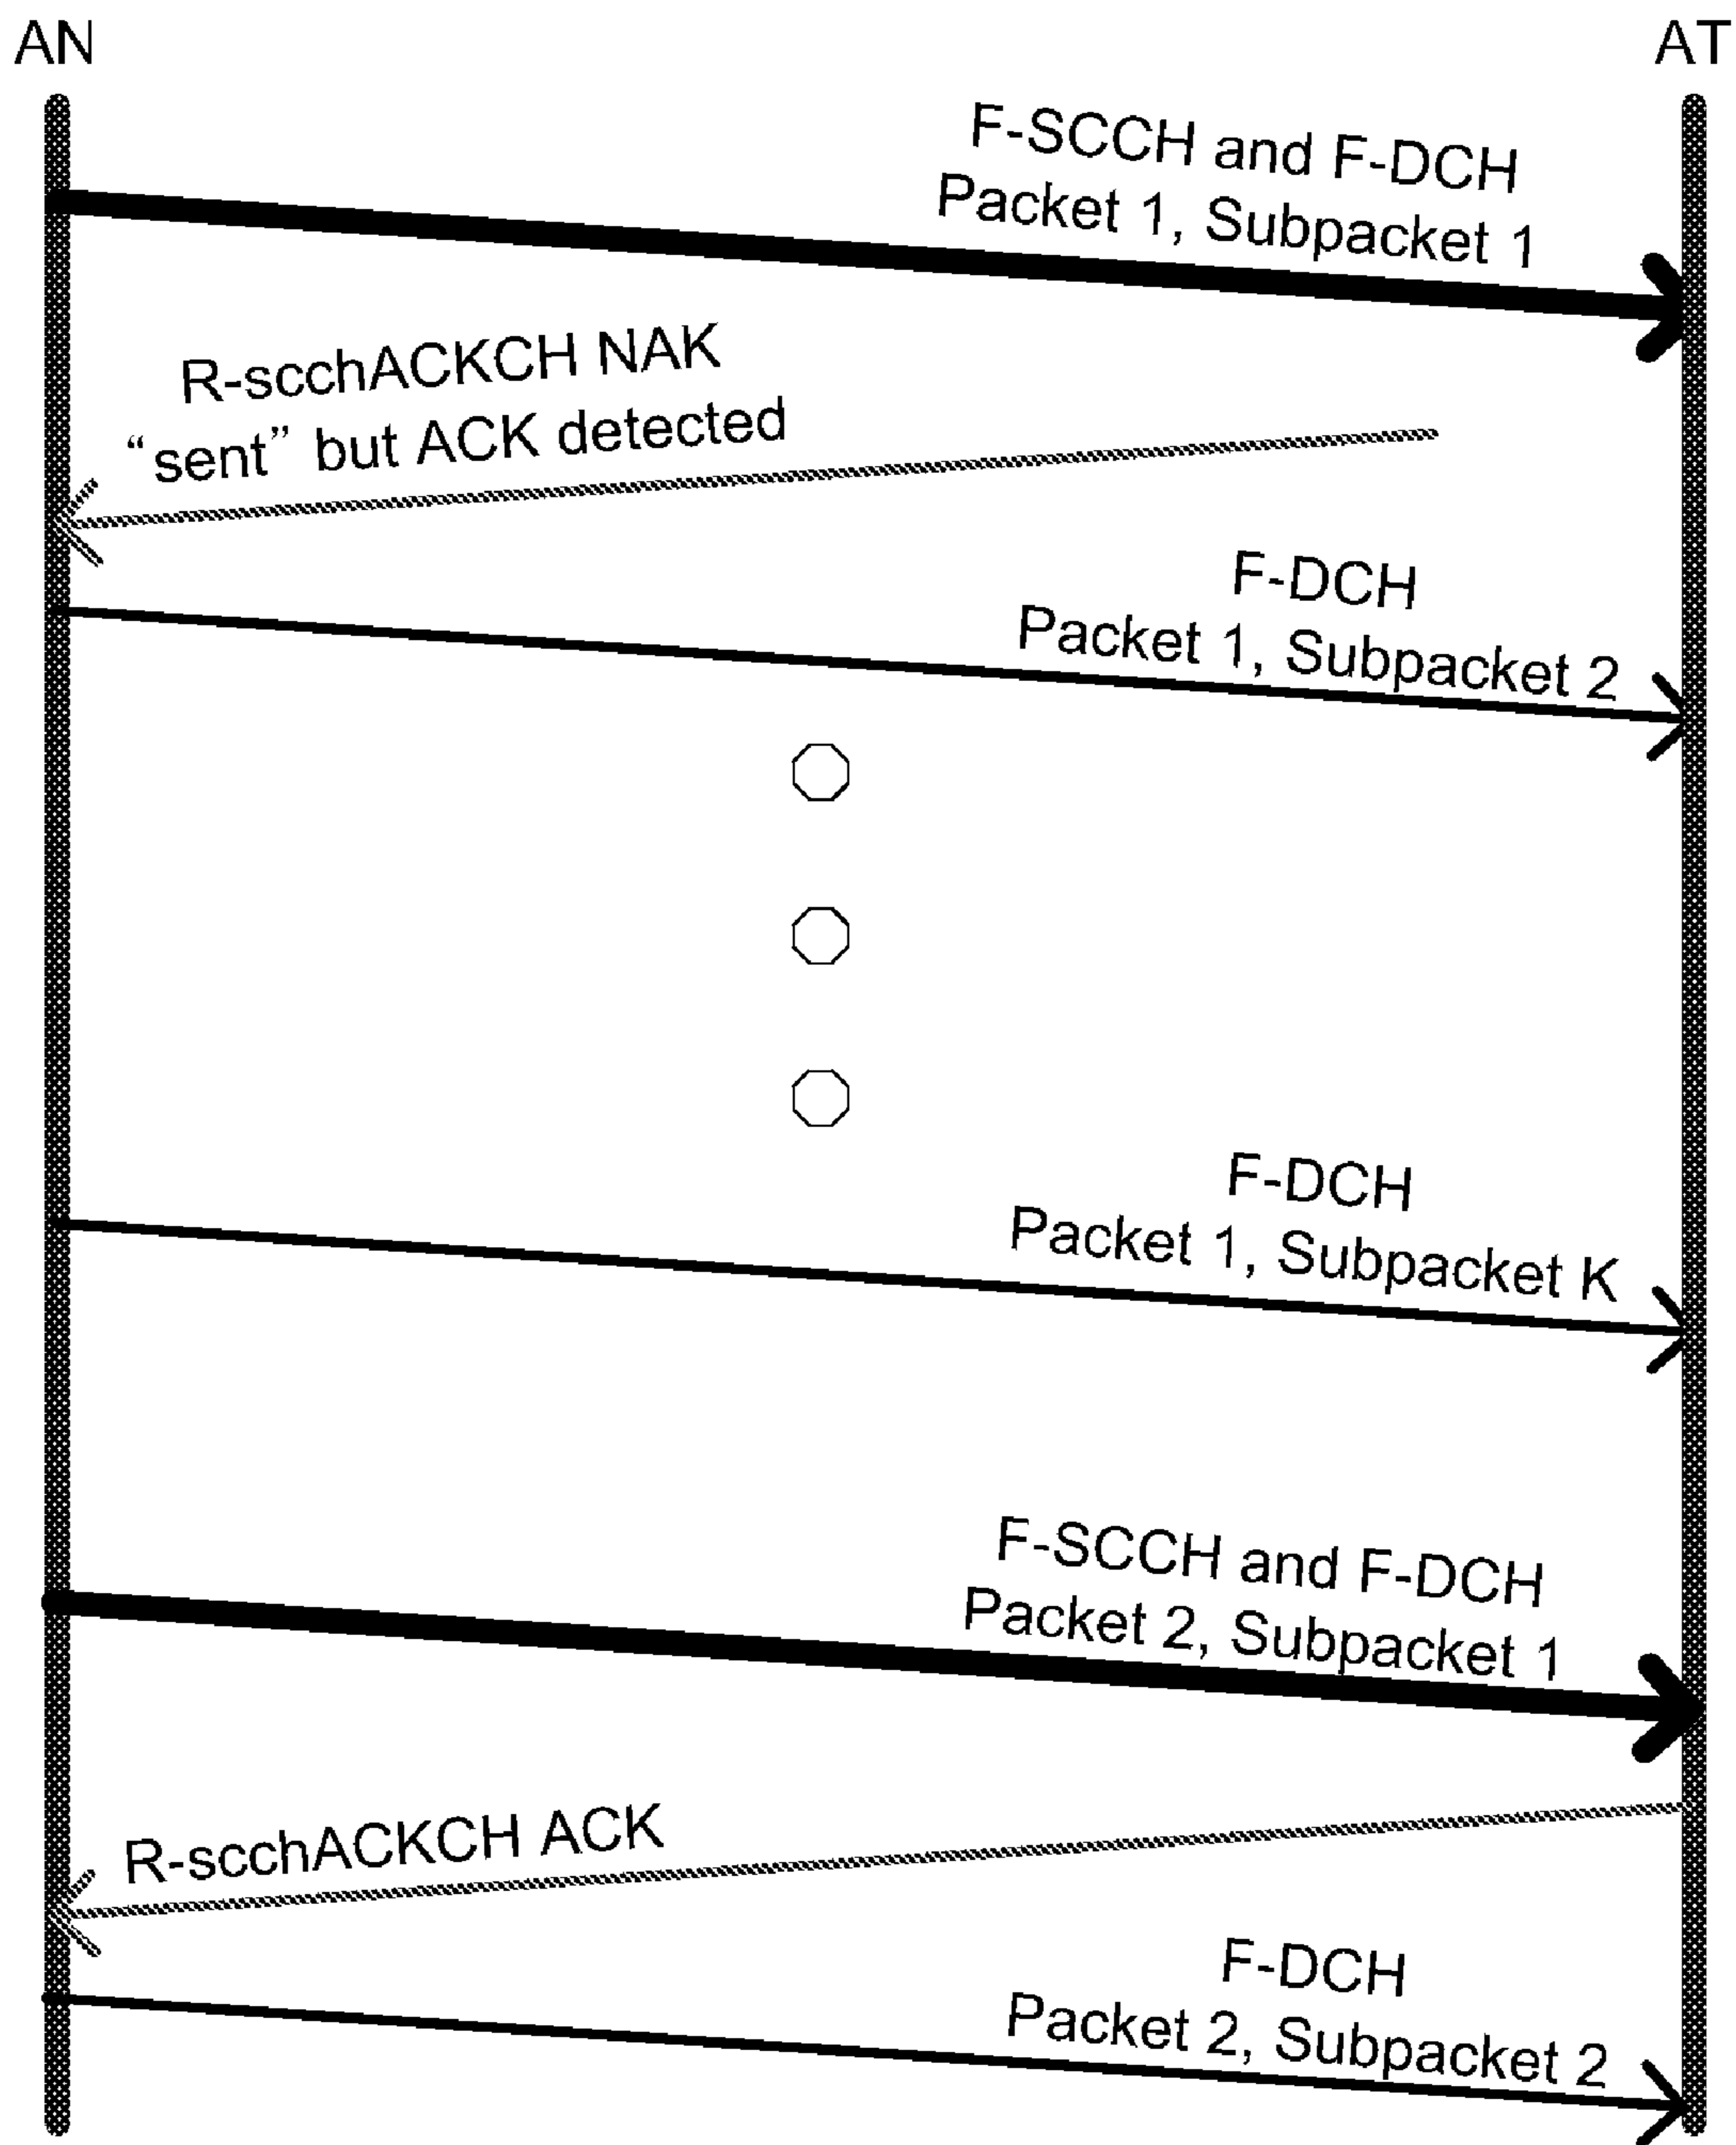 AN
AT
F-SCCH and F-DCH
Packet 1, Subpacket 1
R-scchACKCH NAK
“sent” but ACK detected
F-DCH
Packet 1, Subpacket 2
F-DCH
Packet 1, Subpacket K
F-SCCH and F-DCH
Packet 2, Subpacket 1
R-scchACKCH ACK
F-DCH
Packet 2, Subpacket 2